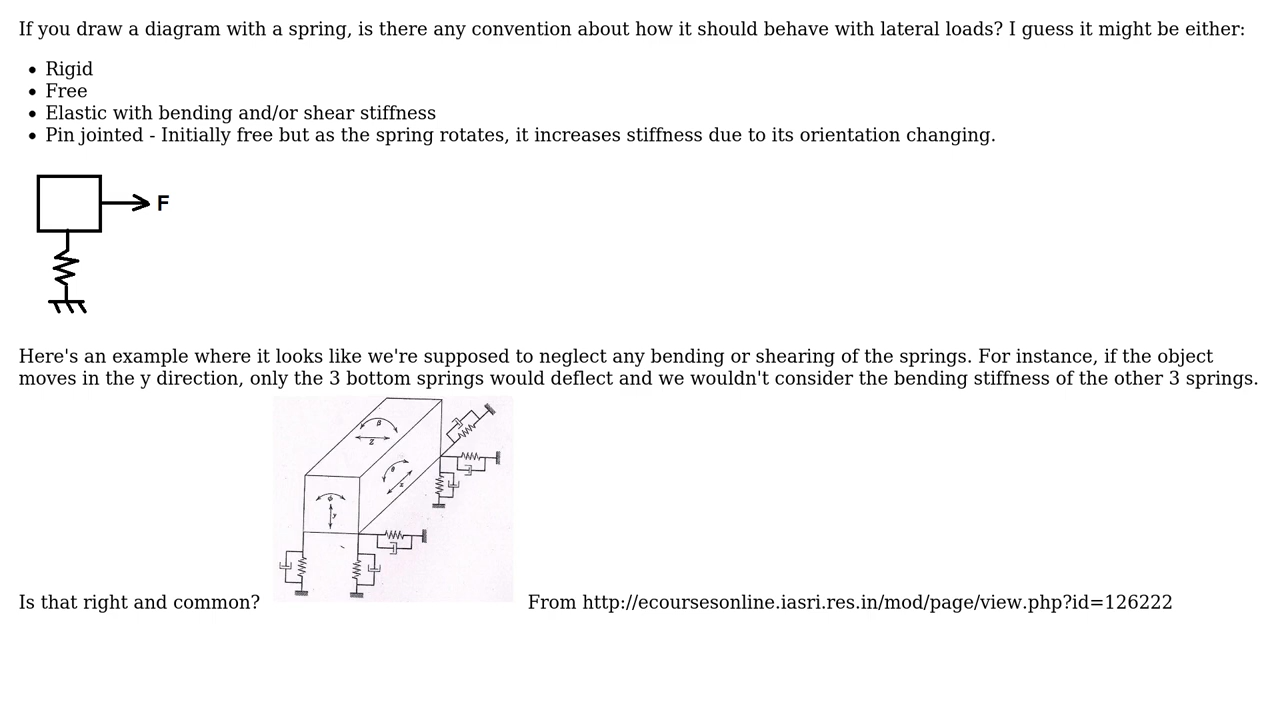 If you draw a diagram with a spring, is there any convention about how it should behave with lateral loads? I guess it might be either:
• Rigid
• Free
• Elastic with bending and/or shear stiffness
• Pin jointed - Initially free but as the spring rotates, it increases stiffness due to its orientation changing.
F
Here's an example where it looks like we're supposed to neglect any bending or shearing of the springs. For instance, if the object
moves in the y direction, only the 3 bottom springs would deflect and we wouldn't consider the bending stiffness of the other 3 springs.
β
z
θ
x
φ
y
Is that right and common?
From http://ecoursesonline.iasri.res.in/mod/page/view.php?id=126222